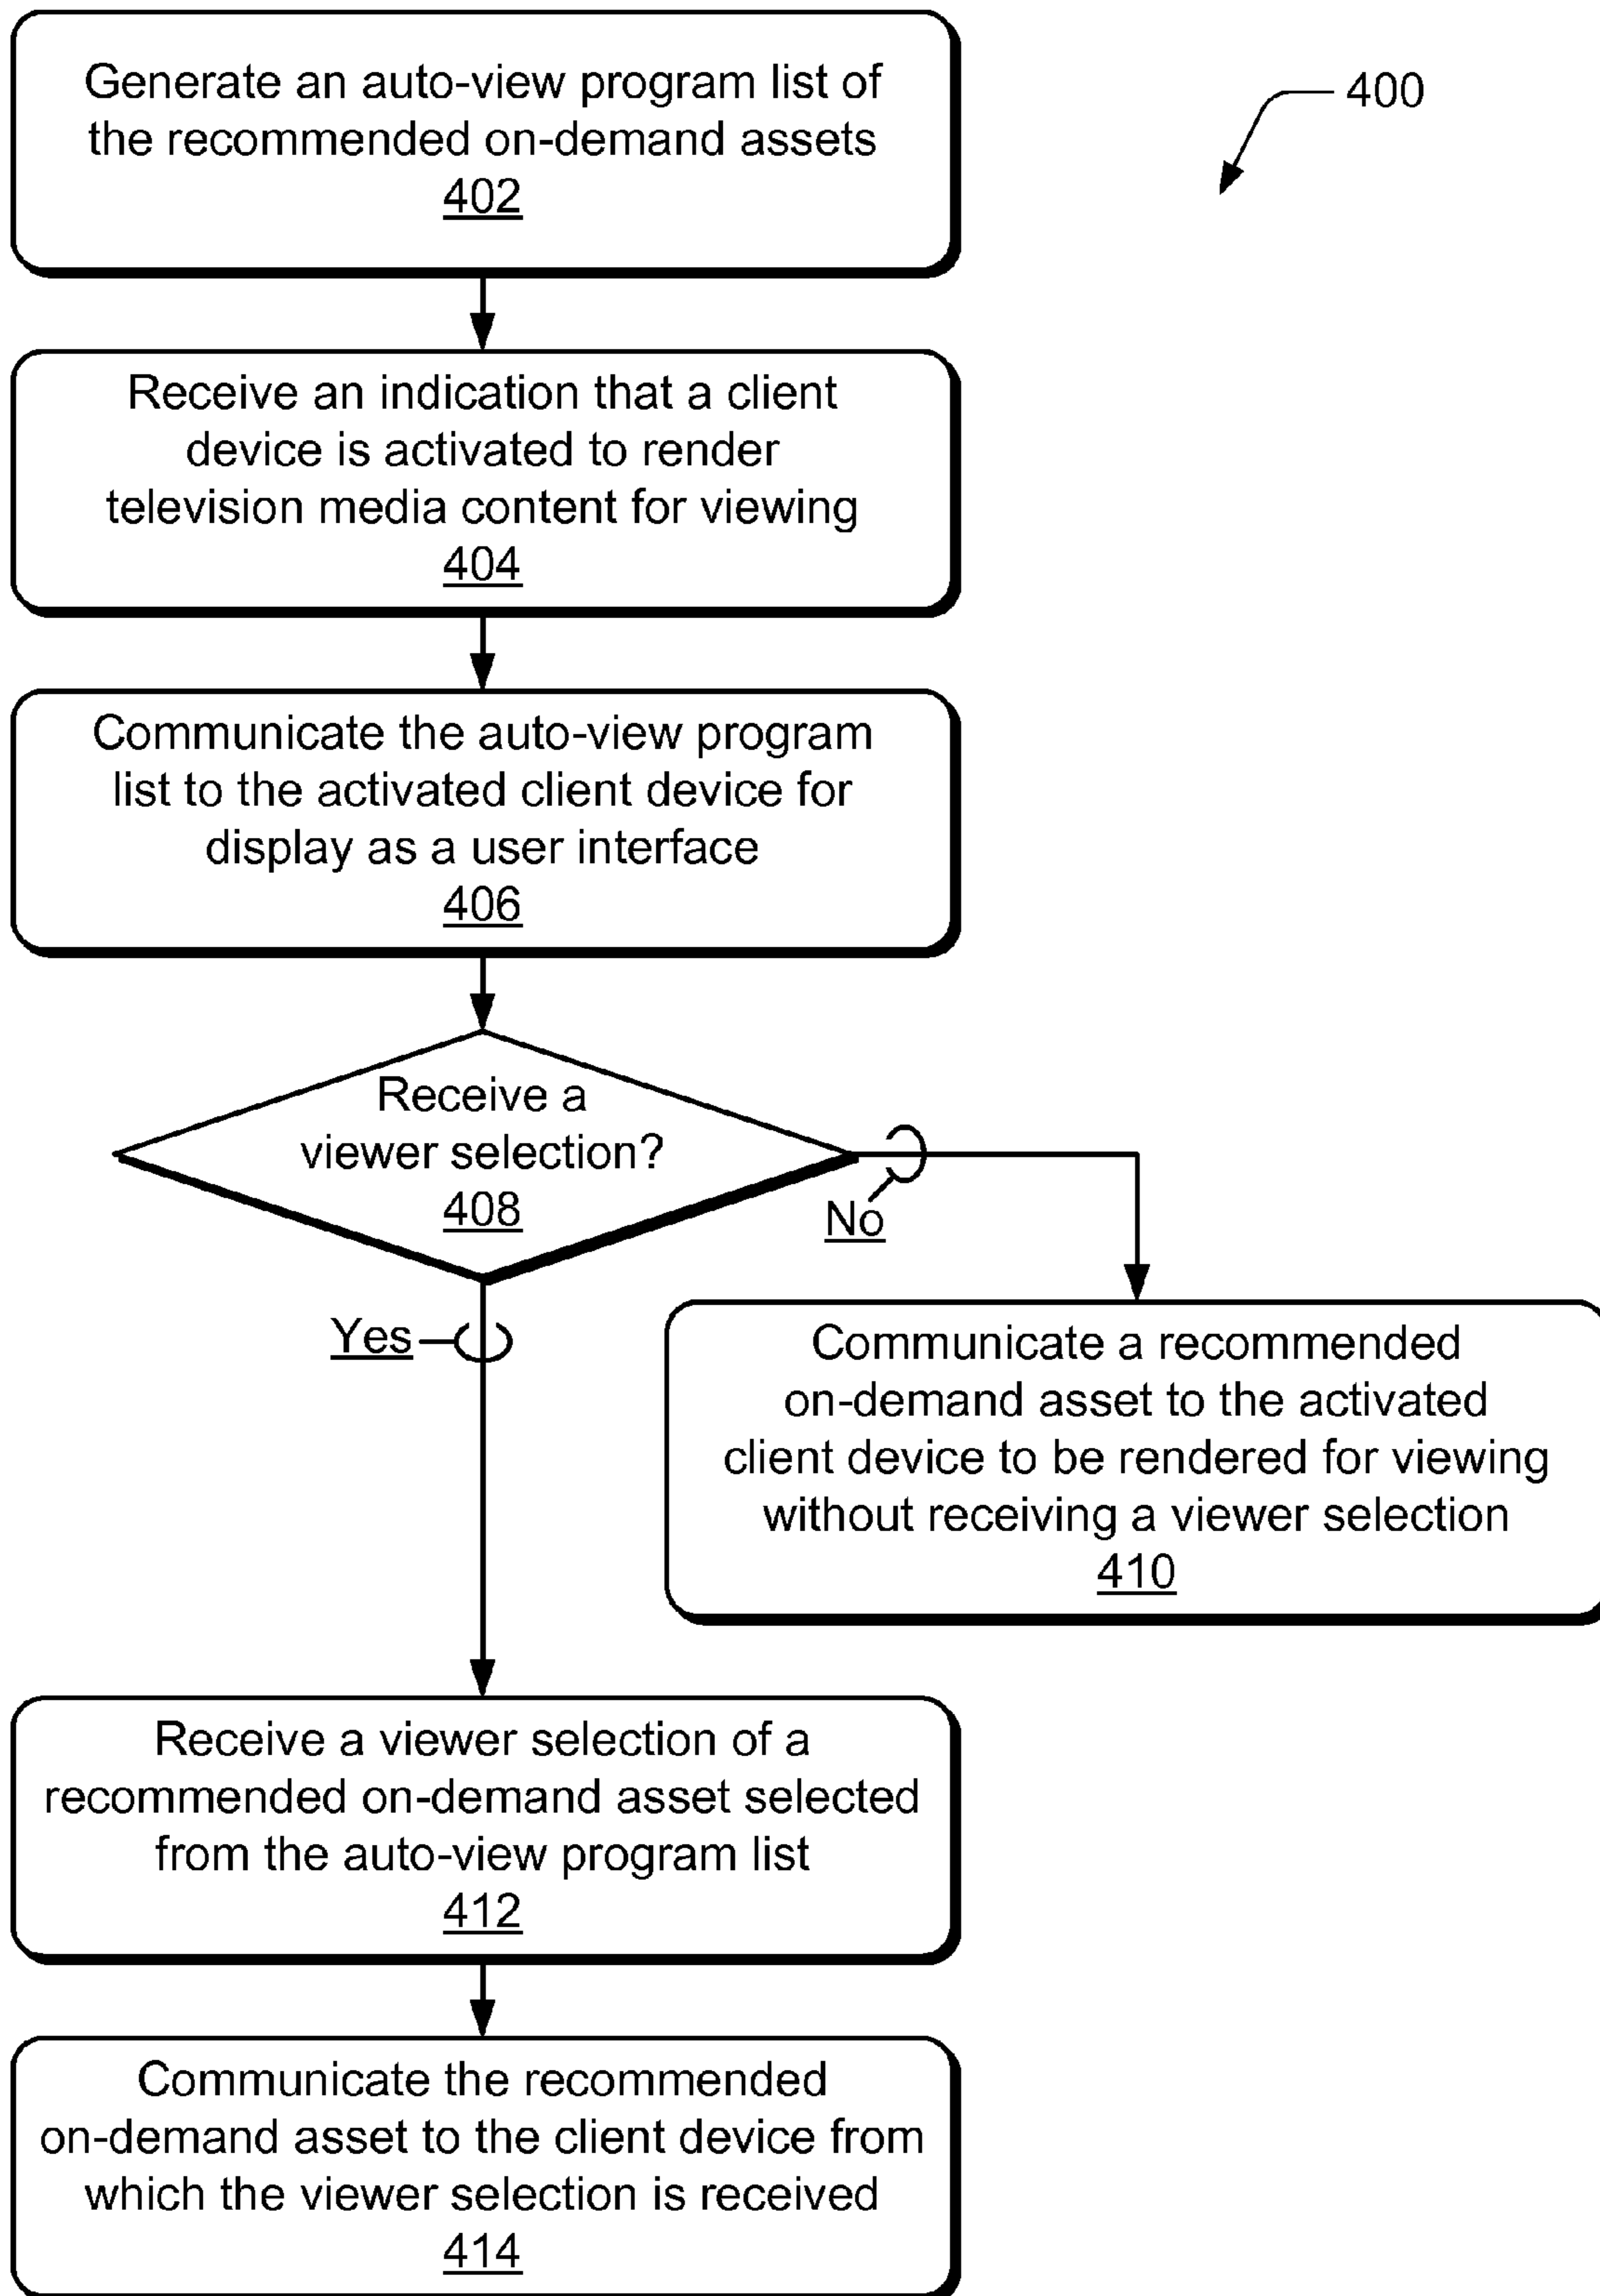 Generate an auto-view program list of
the recommended on-demand assets
402
400
Receive an indication that a client
device is activated to render
television media content for viewing
404
Communicate the auto-view program
list to the activated client device for
display as a user interface
406
Receive a
viewer selection?
408
No
Yes
Communicate a recommended
on-demand asset to the activated
client device to be rendered for viewing
without receiving a viewer selection
410
Receive a viewer selection of a
recommended on-demand asset selected
from the auto-view program list
412
Communicate the recommended
on-demand asset to the client device from
which the viewer selection is received
414